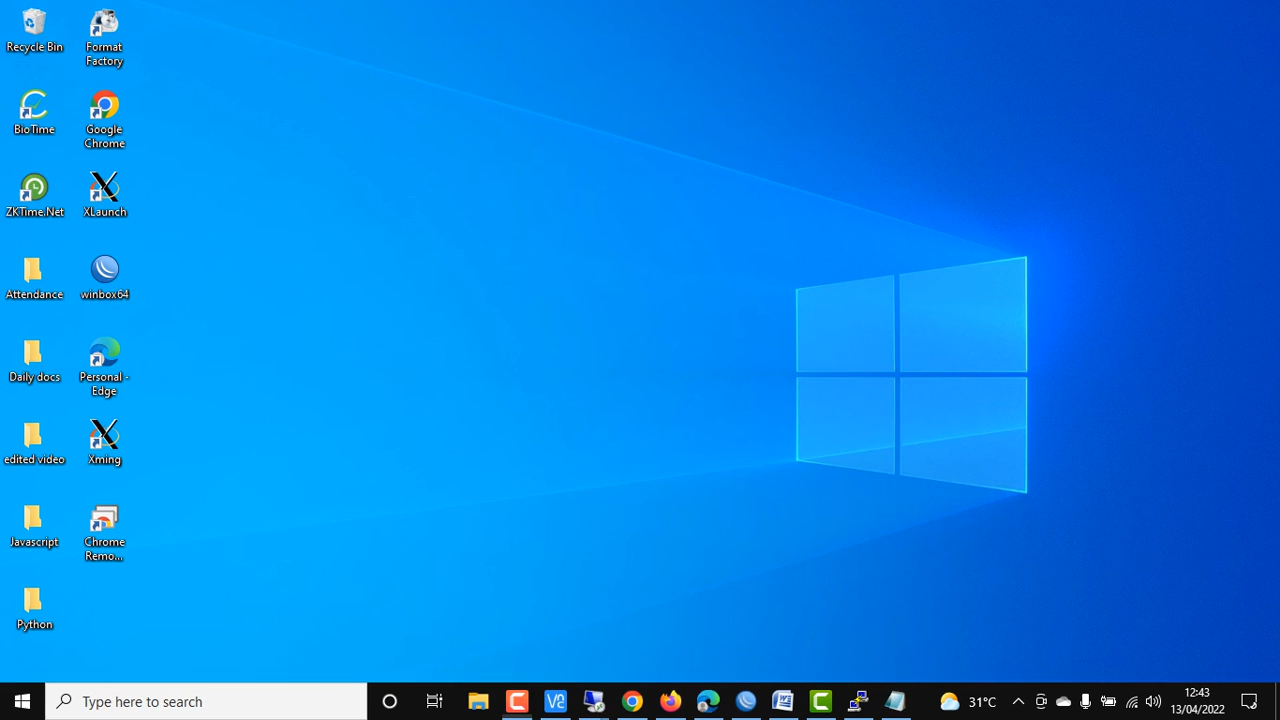 Recycle Bin
Format
Factory
BioTime
Google
Chrome
ZKTime.Net
XLaunch
Attendance
winbox64
Daily docs
Personal -
Edge
edited video
Xming
Javascript
Chrome
Remo...
Python
Type here to search
31°C
12:43
13/04/2022